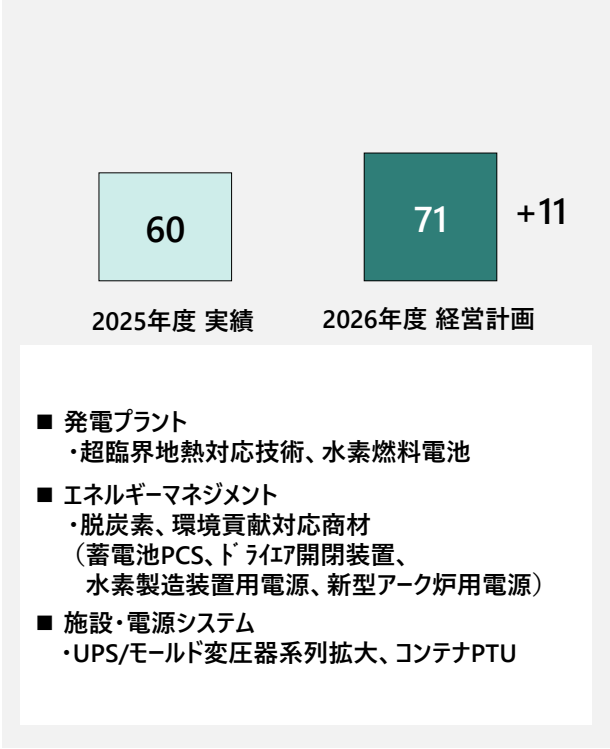 60
71
+11
2025年度 実績
2026年度 経営計画
■ 発電プラント
・超臨界地熱対応技術、水素燃料電池
■ エネルギーマネジメント
・脱炭素、環境貢献対応商材
（蓄電池PCS、ﾄﾞﾗｲｴｱ開閉装置、
水素製造装置用電源、新型アーク炉用電源）
■ 施設・電源システム
・UPS/モールド変圧器系列拡大、コンテナPTU